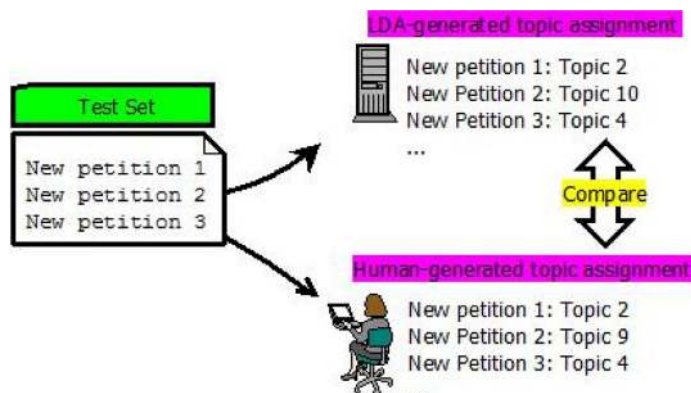 LDA-generated topic assignment
New petition 1: Topic 2
New Petition 2: Topic 10
New Petition 3: Topic 4
...
Test Set
New petition 1
New petition 2
New petition 3
Compare
Human-generated topic assignment
New petition 1: Topic 2
New Petition 2: Topic 9
New Petition 3: Topic 4
...